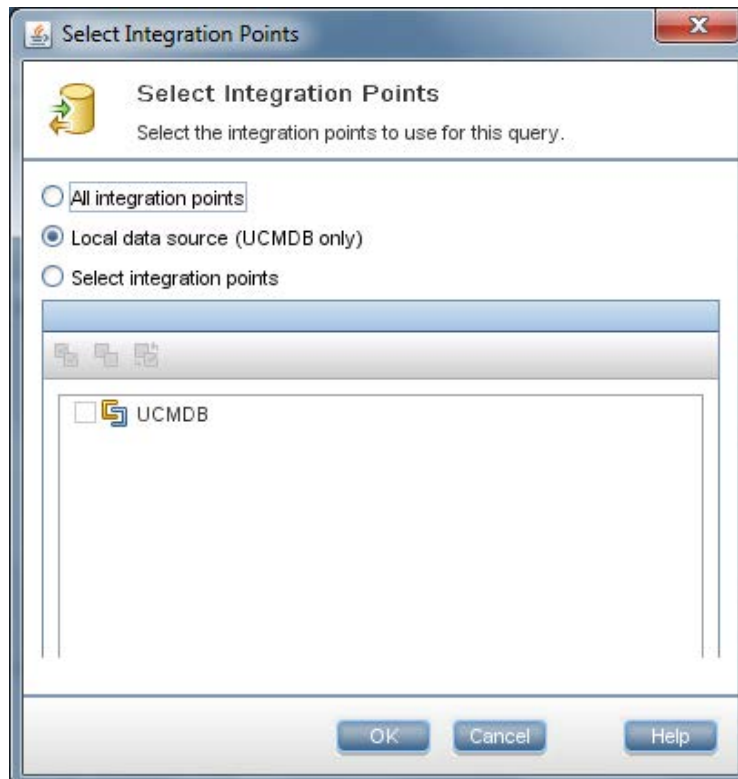 Select Integration Points
Select Integration Points
Select the integration points to use for this query.
All integration points
Local data source (UCMDB only)
Select integration points
UCMDB
OK Cancel Help